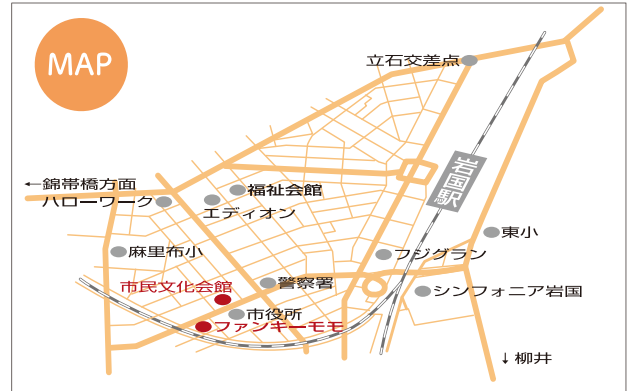 MAP
立石交差点
岩国駅
←錦帯橋方面
福祉会館
ハローワーク
エディオン
東小
麻里布小
フジグラン
警察署
市民文化会館
シンフォニア岩国
市役所
ファンキーモモ
↓柳井